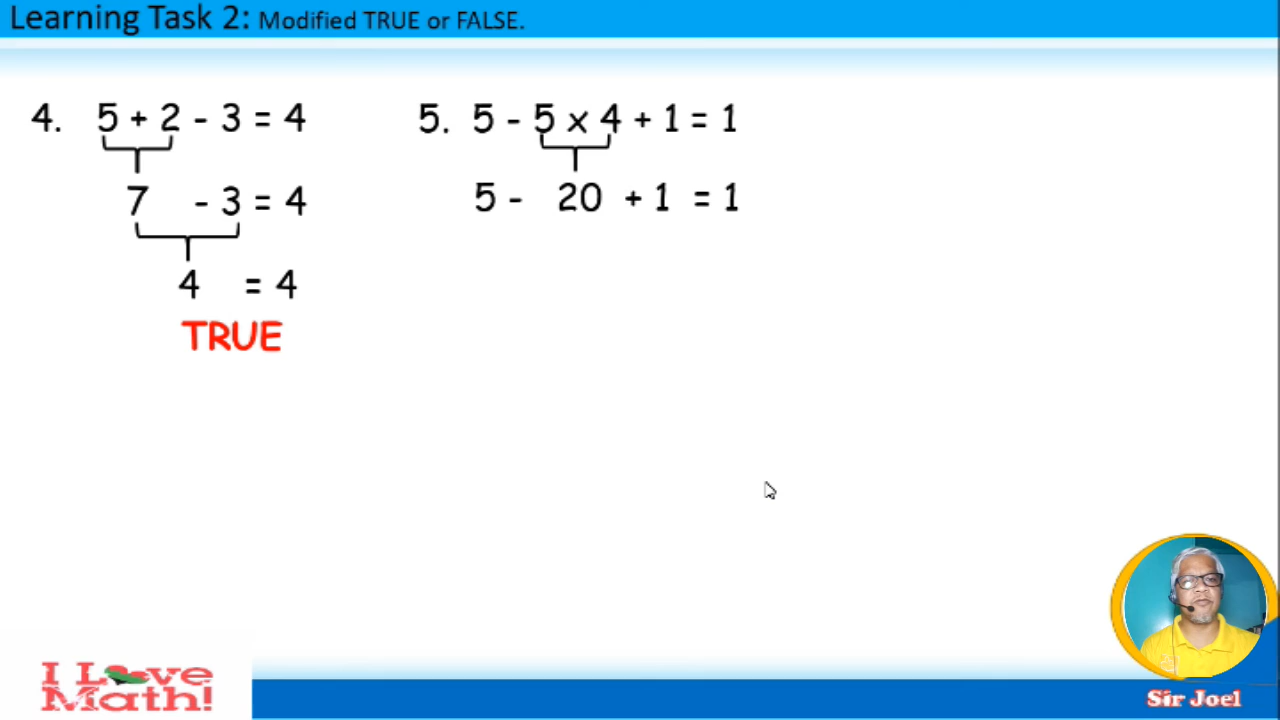 Learning Task 2: Modified TRUE or FALSE.
4. 5 + 2 - 3 = 4
7 - 3 = 4
4 = 4
TRUE
5. 5 - 5 x 4 + 1 = 1
5 - 20 + 1 = 1
I Love
Math!
Sir Joel